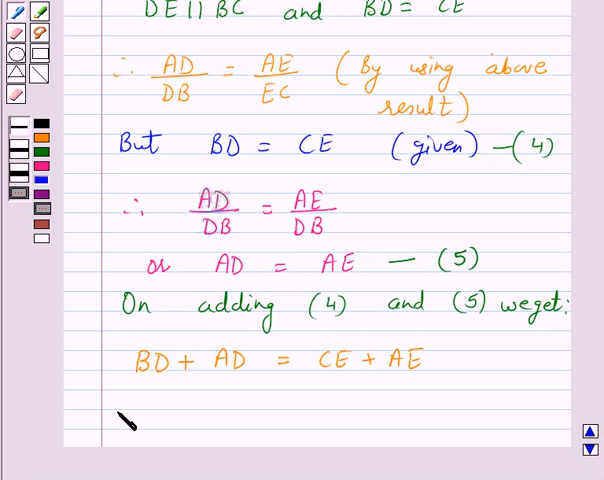 DE || BC and BD = CE
∴ AD/DB = AE/EC (By using above
result)
But BD = CE (given) —(4)
∴ AD/DB = AE/DB
or AD = AE — (5)
On adding (4) and (5) we get:
BD + AD = CE + AE